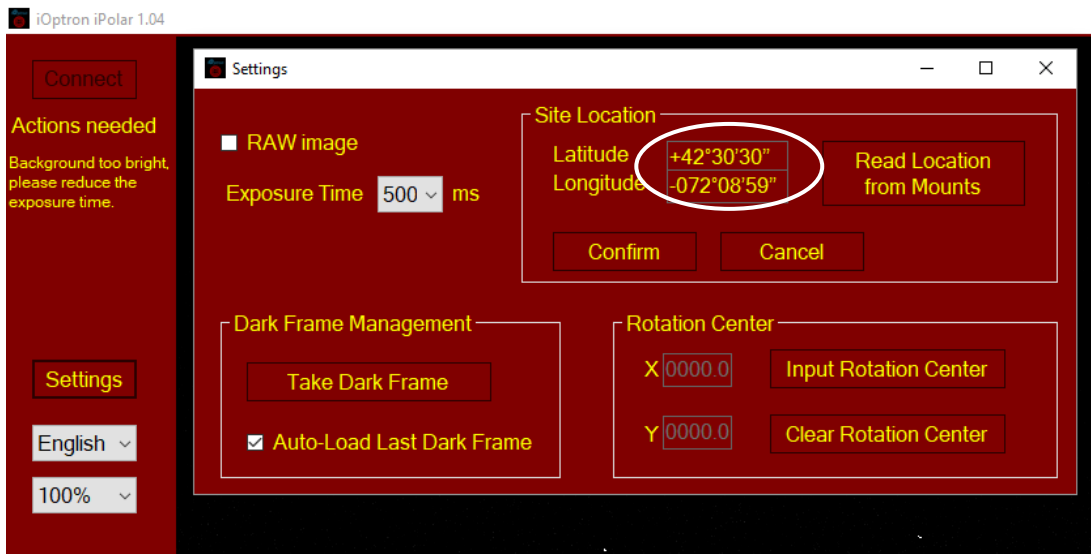 iOptron iPolar 1.04
Connect
Actions needed
Background too bright,
please reduce the
exposure time.
Settings
English
100%
Settings
RAW image
Exposure Time 500 ms
Site Location
Latitude +42°30'30”
Longitude -072°08'59”
Read Location
from Mounts
Confirm Cancel
Dark Frame Management
Take Dark Frame
Auto-Load Last Dark Frame
Rotation Center
X 0000.0 Input Rotation Center
Y 0000.0 Clear Rotation Center